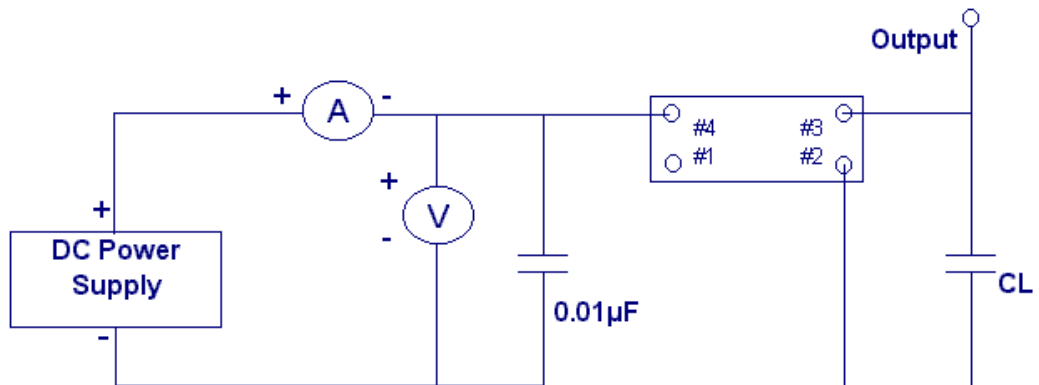 Output
+
A
-
#4
#3
#1
#2
+
V
-
+
DC Power
Supply
-
0.01µF
CL